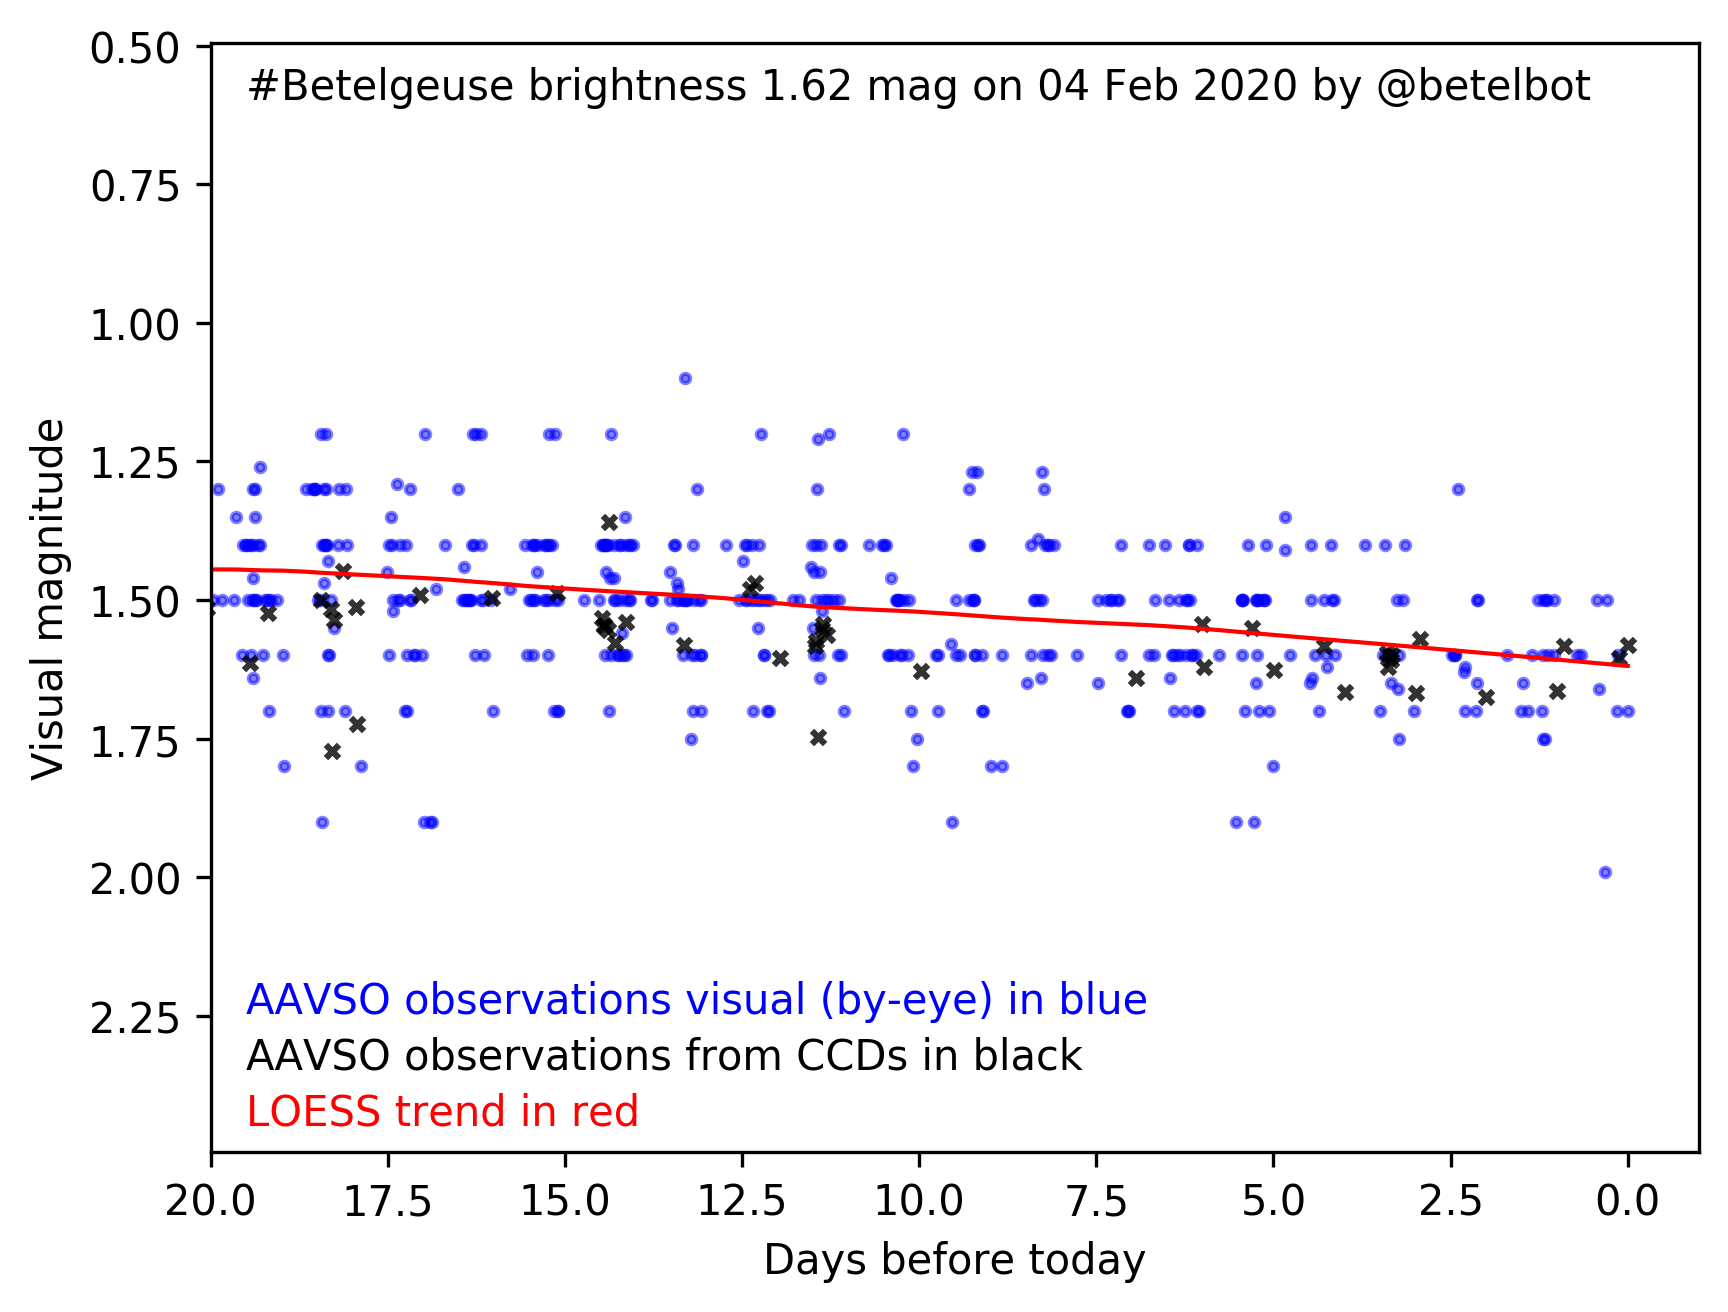 #Betelgeuse brightness 1.62 mag on 04 Feb 2020 by @betelbot
0.50
0.75
1.00
1.25
1.50
1.75
2.00
2.25
Visual magnitude
AAVSO observations visual (by-eye) in blue
AAVSO observations from CCDs in black
LOESS trend in red
20.0 17.5 15.0 12.5 10.0 7.5 5.0 2.5 0.0
Days before today